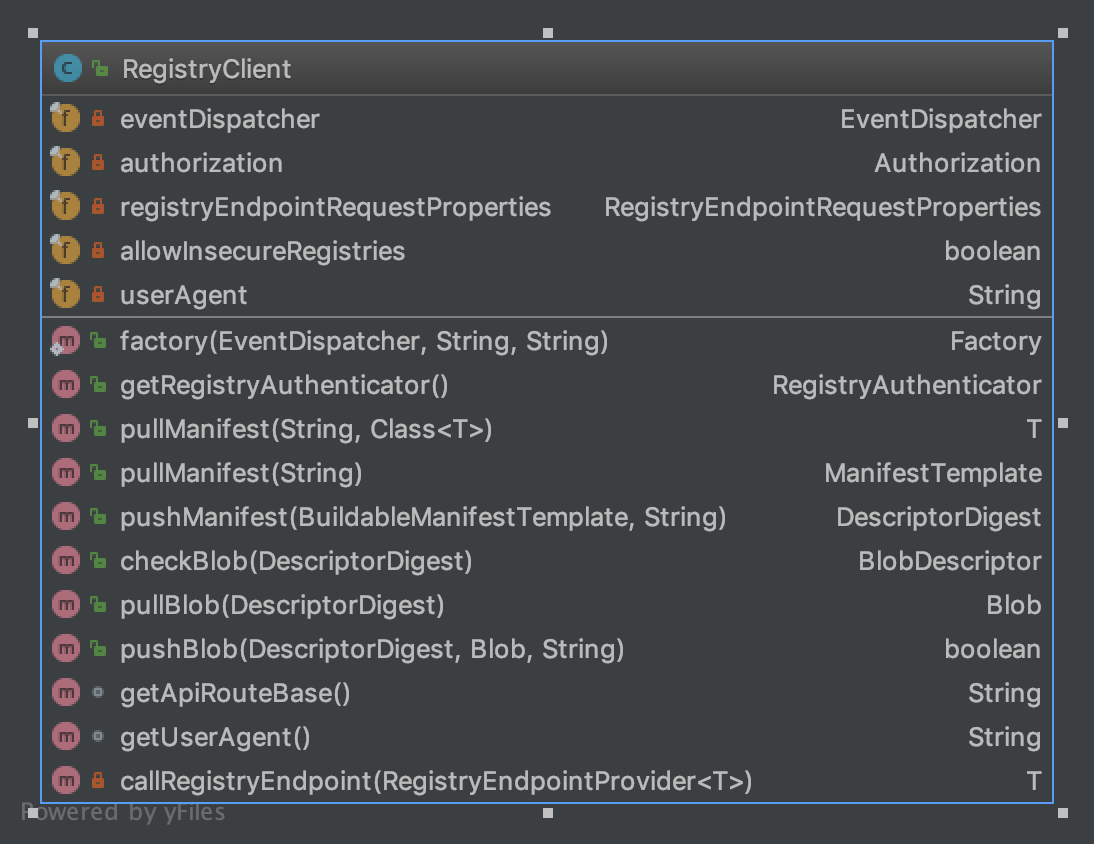 RegistryClient
eventDispatcher EventDispatcher
authorization Authorization
registryEndpointRequestProperties RegistryEndpointRequestProperties
allowInsecureRegistries boolean
userAgent String
factory(EventDispatcher, String, String) Factory
getRegistryAuthenticator() RegistryAuthenticator
pullManifest(String, Class<T>) T
pullManifest(String) ManifestTemplate
pushManifest(BuildableManifestTemplate, String) DescriptorDigest
checkBlob(DescriptorDigest) BlobDescriptor
pullBlob(DescriptorDigest) Blob
pushBlob(DescriptorDigest, Blob, String) boolean
getApiRouteBase() String
getUserAgent() String
callRegistryEndpoint(RegistryEndpointProvider<T>) T
Powered by yFiles